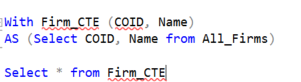 With Firm_CTE (COID, Name)
AS (Select COID, Name from All_Firms)
Select * from Firm_CTE